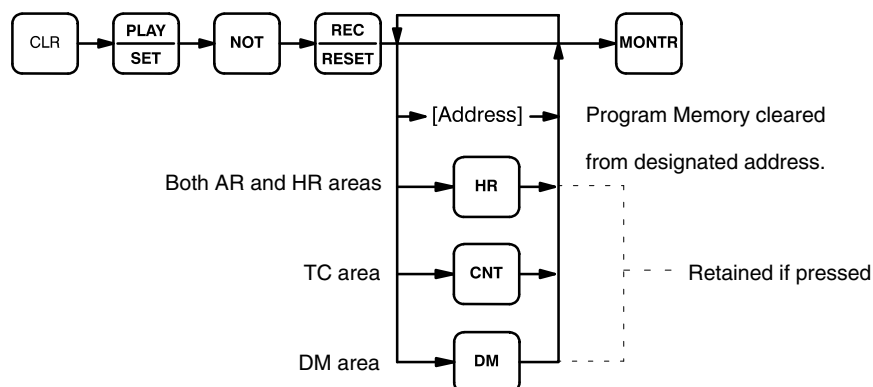 CLR
PLAY
SET
NOT
REC
RESET
MONTR
[Address]
Program Memory cleared
from designated address.
Both AR and HR areas
HR
TC area
CNT
Retained if pressed
DM area
DM